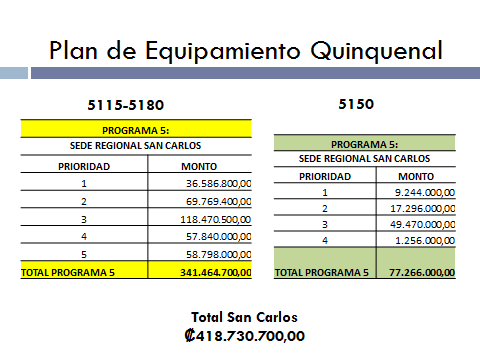 Plan de Equipamiento Quinquenal
5115-5180
PROGRAMA 5:
SEDE REGIONAL SAN CARLOS
PRIORIDAD MONTO
1 36.586.800,00
2 69.769.400,00
3 118.470.500,00
4 57.840.000,00
5 58.798.000,00
TOTAL PROGRAMA 5 341.464.700,00
5150
PROGRAMA 5:
SEDE REGIONAL SAN CARLOS
PRIORIDAD MONTO
1 9.244.000,00
2 17.296.000,00
3 49.470.000,00
4 1.256.000,00
TOTAL PROGRAMA 5 77.266.000,00
Total San Carlos
₡418.730.700,00